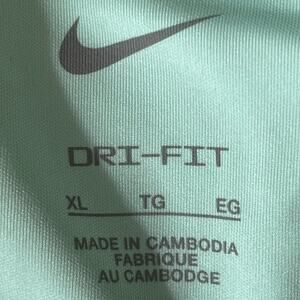 DRI-FIT
XL TG EG
MADE IN CAMBODIA
FABRIQUE
AU CAMBODGE